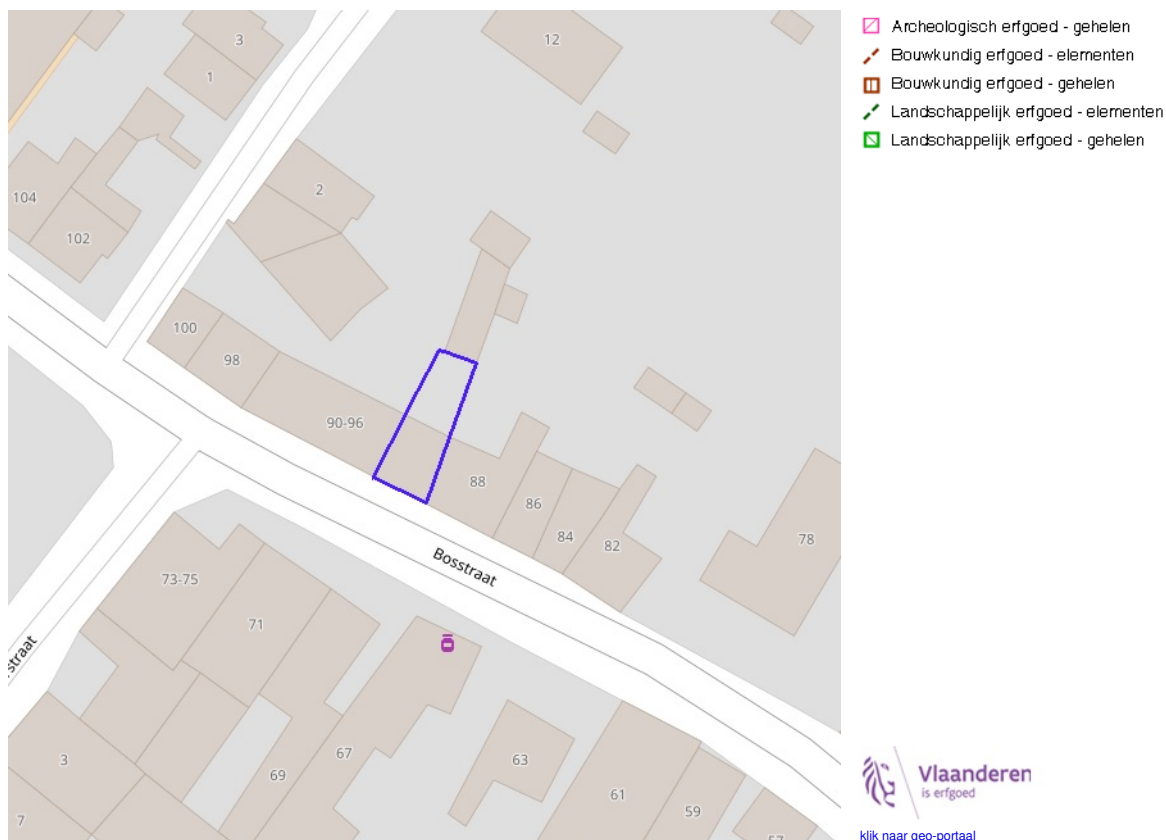 3
12
1
2
104
102
100
98
90-96
88
86
84
82
78
Bosstraat
73-75
71
straat
67
63
3
69
61
59
7
57
Archeologisch erfgoed - gehelen
Bouwkundig erfgoed - elementen
Bouwkundig erfgoed - gehelen
Landschappelijk erfgoed - elementen
Landschappelijk erfgoed - gehelen
Vlaanderen
is erfgoed
klik naar geo-portaal